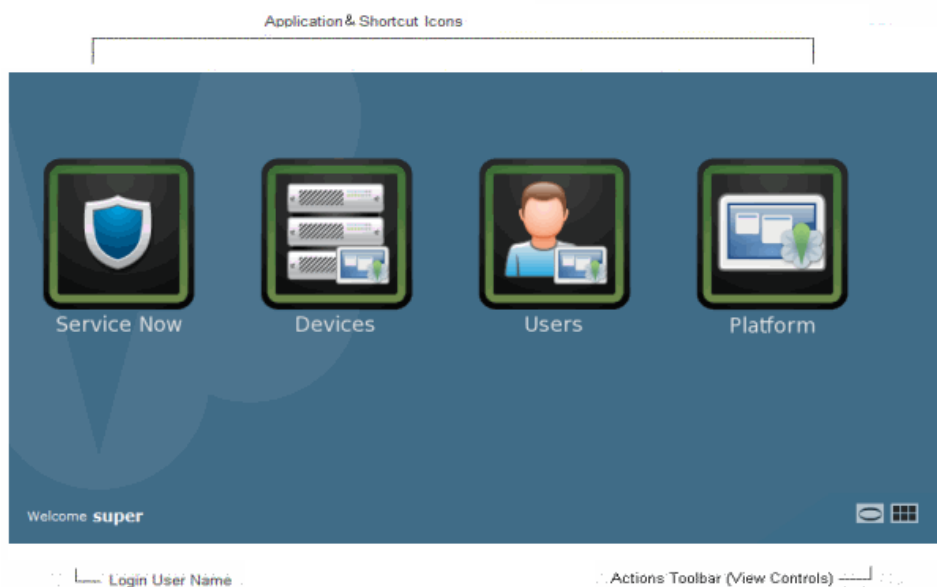 Application& Shortcut Icons
Service Now
Devices
Users
Platform
Welcome super
Login User Name
Actions Toolbar (View Controls)